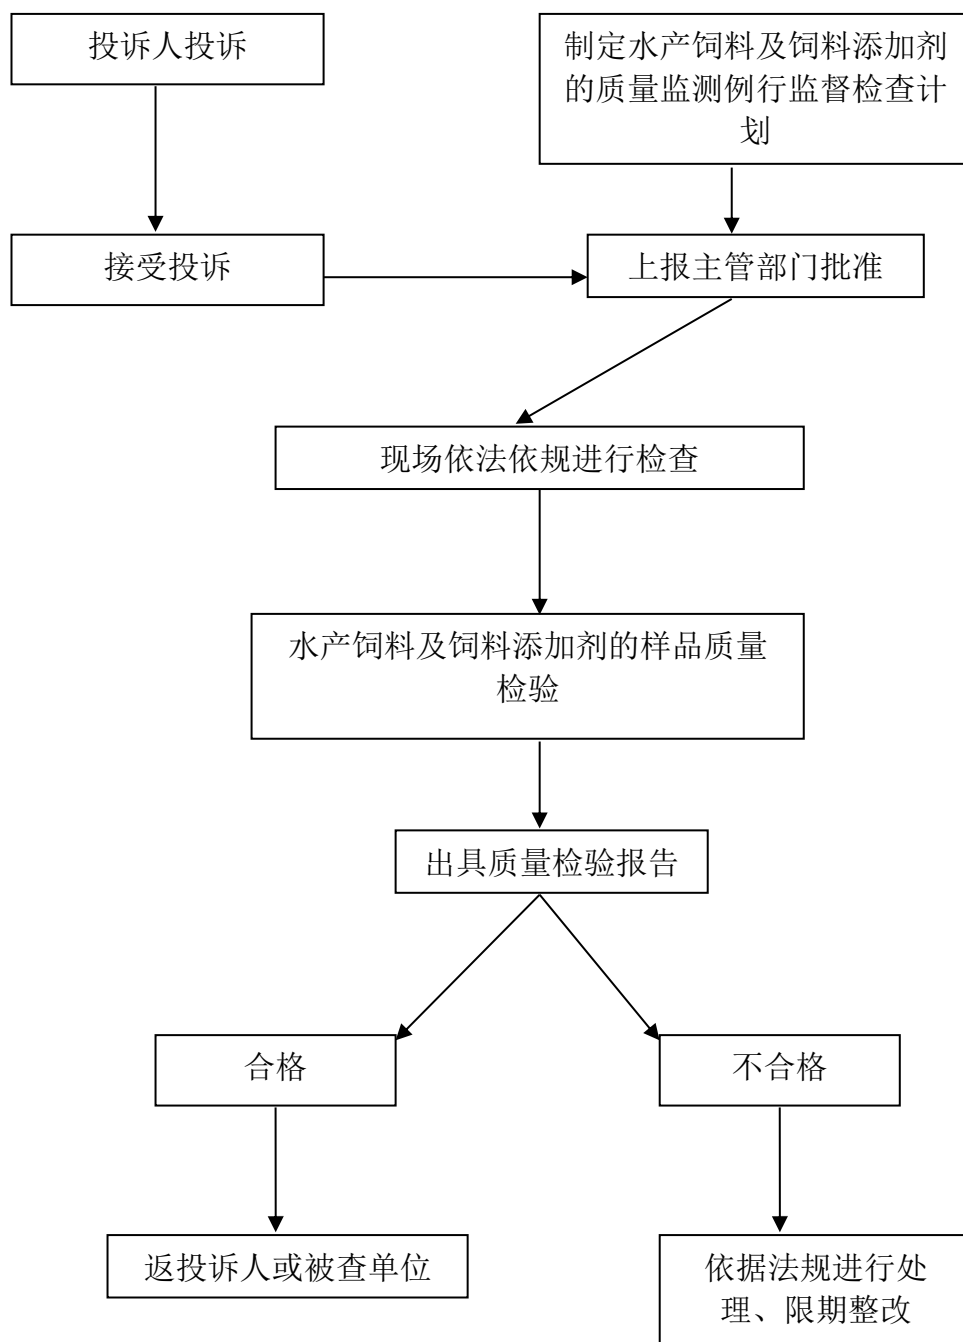 投诉人投诉
制定水产饲料及饲料添加剂
的质量监测例行监督检查计
划
接受投诉
上报主管部门批准
现场依法依规进行检查
水产饲料及饲料添加剂的样品质量
检验
出具质量检验报告
合格
不合格
返投诉人或被查单位
依据法规进行处
理、限期整改